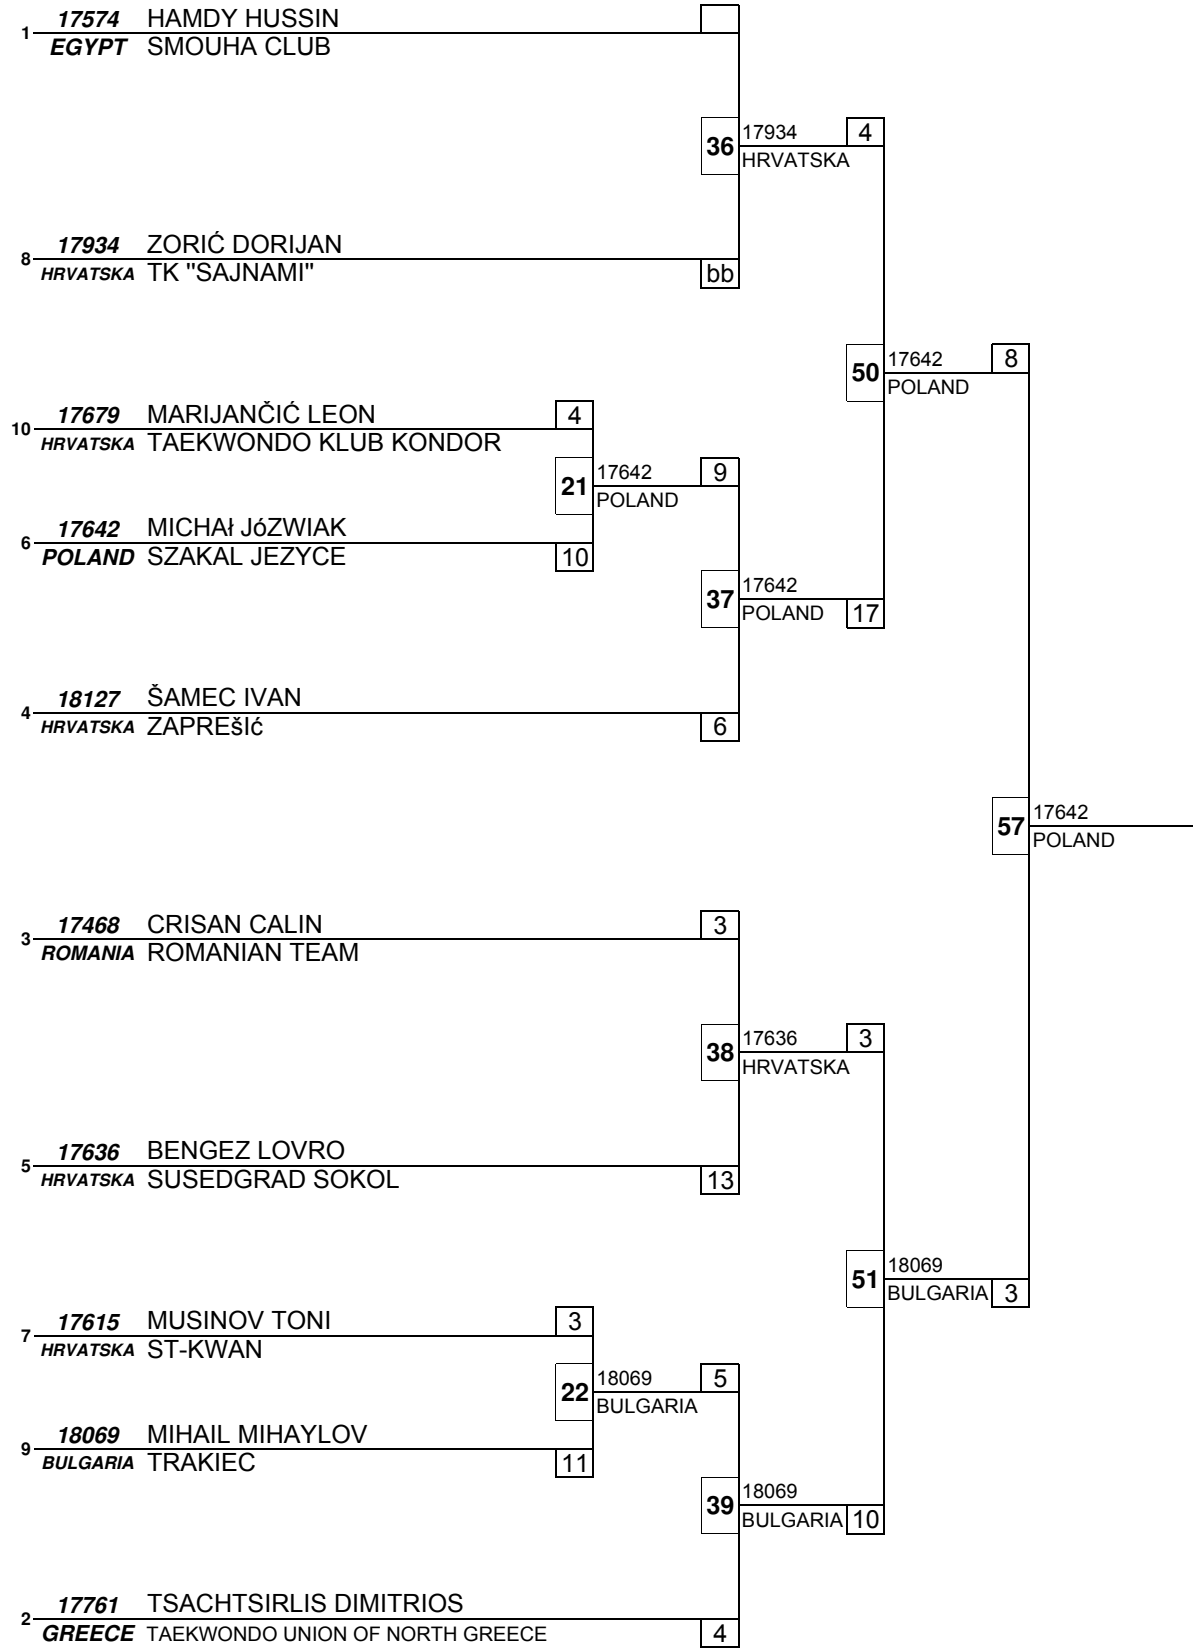 17574 HAMDY HUSSIN
1
EGYPT SMOUHA CLUB
36 17934 4
HRVATSKA
17934 ZORIĆ DORIJAN
8
HRVATSKA TK "SAJNAMI" bb
50 17642 8
POLAND
17679 MARIJANČIĆ LEON 4
10
HRVATSKA TAEKWONDO KLUB KONDOR
21 17642 9
POLAND
17642 MICHAł JóZWIAK
6
POLAND SZAKAL JEZYCE 10
37 17642
POLAND 17
18127 ŠAMEC IVAN
4
HRVATSKA ZAPREšIć 6
57 17642
POLAND
17468 CRISAN CALIN 3
3
ROMANIA ROMANIAN TEAM
38 17636 3
HRVATSKA
17636 BENGEZ LOVRO
5
HRVATSKA SUSEDGRAD SOKOL 13
51 18069
BULGARIA 3
17615 MUSINOV TONI 3
7
HRVATSKA ST-KWAN
22 18069 5
BULGARIA
18069 MIHAIL MIHAYLOV
9
BULGARIA TRAKIEC 11
39 18069
BULGARIA 10
17761 TSACHTSIRLIS DIMITRIOS
2
GREECE TAEKWONDO UNION OF NORTH GREECE 4